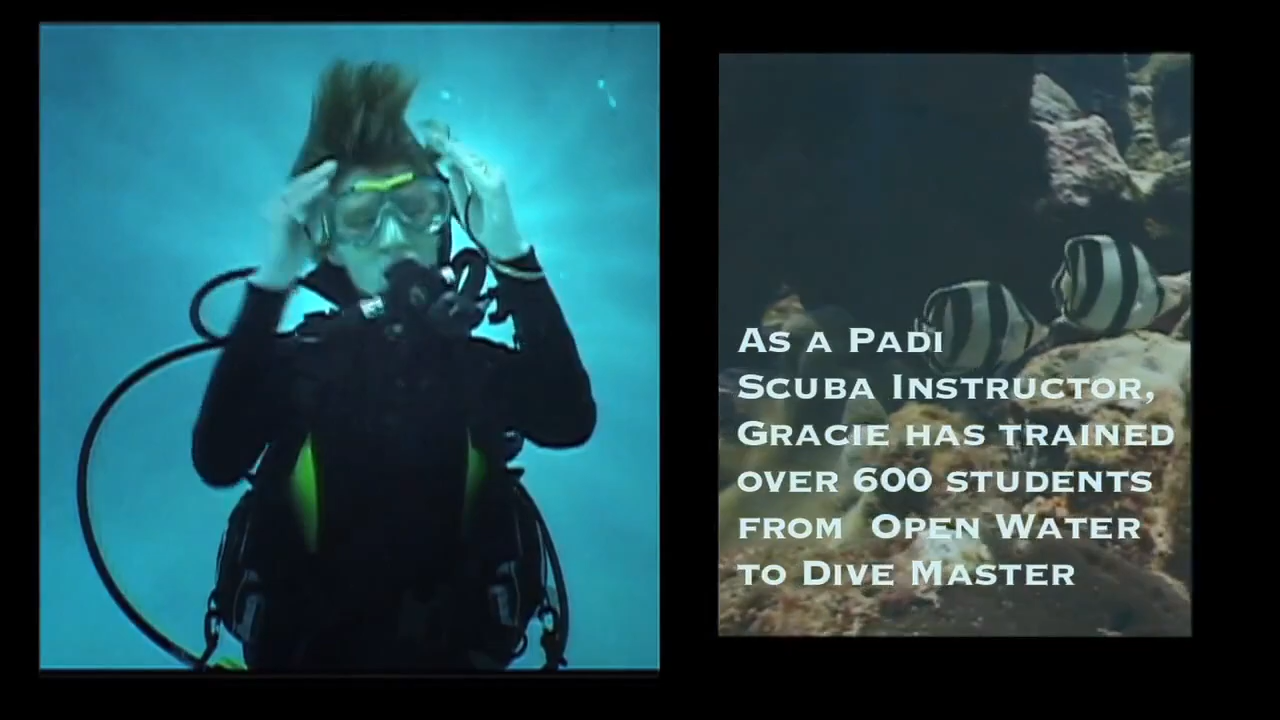 As a Padi
Scuba Instructor,
Gracie has trained
over 600 students
from Open Water
to Dive Master